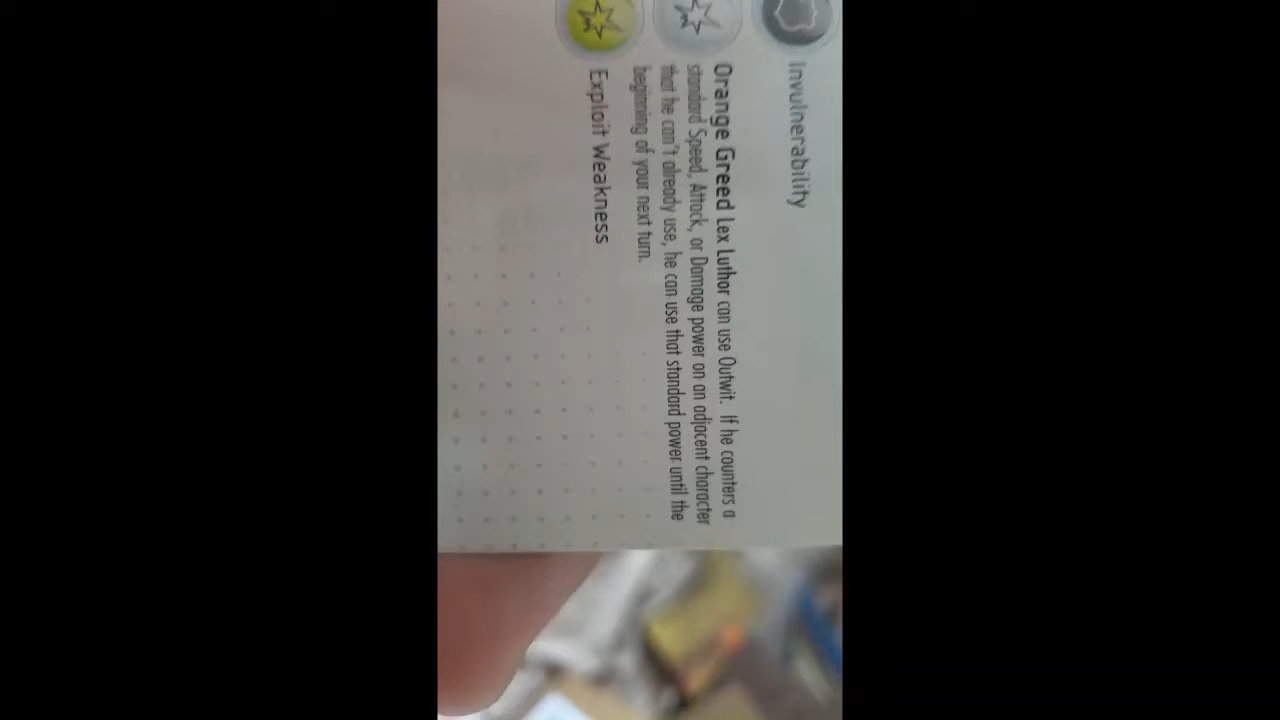 Invulnerability
Orange Greed Lex Luthor can use Outwit. If he counters a
standard Speed, Attack, or Damage power on an adjacent character
that he can't already use, he can use that standard power until the
beginning of your next turn.
Exploit Weakness